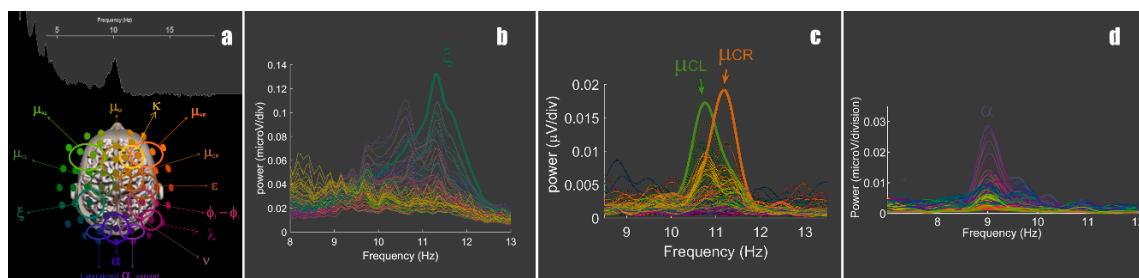 Frequency (Hz)
5 10 15
a
μ
κ
μ
μ
μCL
μCR
ε
ξ
λ
ν
α
Lateralized α variant
b
ξ
power (microV/div)
0.14
0.12
0.10
0.08
0.06
0.04
0.02
8 9 10 11 12 13
Frequency (Hz)
c
μCL
μCR
power (μV/div)
0.02
0.015
0.01
0.005
0
9 10 11 12 13
Frequency (Hz)
d
α
Power (microV/division)
0.03
0.02
0.01
0.00
8 9 10 11 12
Frequency (Hz)